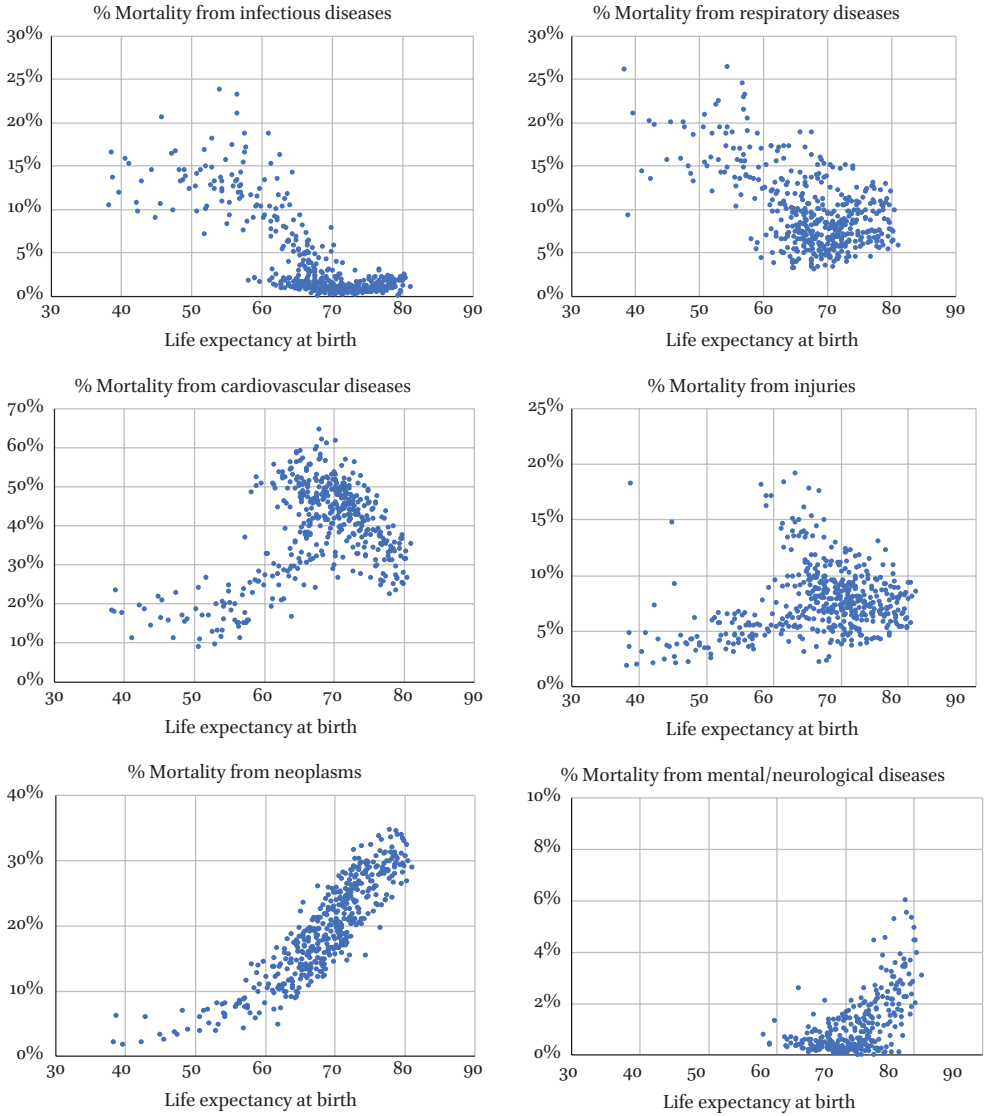 % Mortality from infectious diseases
30%
25%
20%
15%
10%
5%
0%
30 40 50 60 70 80 90
Life expectancy at birth
% Mortality from respiratory diseases
30%
25%
20%
15%
10%
5%
0%
30 40 50 60 70 80 90
Life expectancy at birth
% Mortality from cardiovascular diseases
70%
60%
50%
40%
30%
20%
10%
0%
30 40 50 60 70 80 90
Life expectancy at birth
% Mortality from injuries
25%
20%
15%
10%
5%
0%
30 40 50 60 70 80 90
Life expectancy at birth
% Mortality from neoplasms
40%
30%
20%
10%
0%
30 40 50 60 70 80 90
Life expectancy at birth
% Mortality from mental/neurological diseases
10%
8%
6%
4%
2%
0%
30 40 50 60 70 80 90
Life expectancy at birth